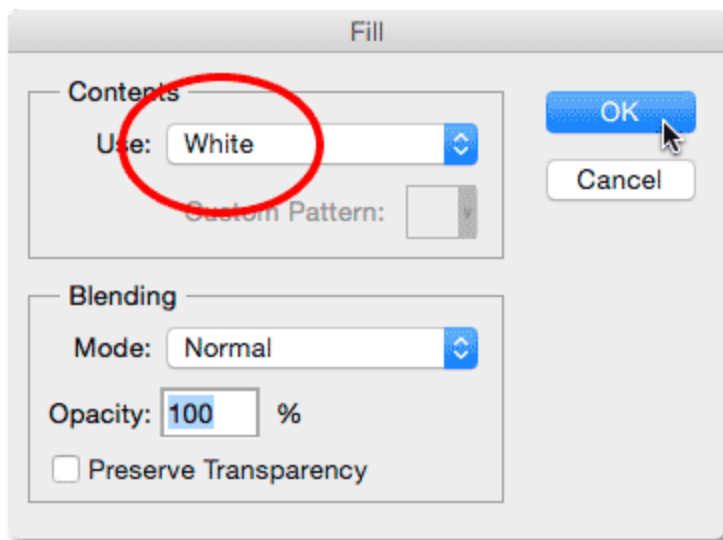 Fill
Contents
Use: White
Custom Pattern:
OK
Cancel
Blending
Mode: Normal
Opacity: 100 %
Preserve Transparency